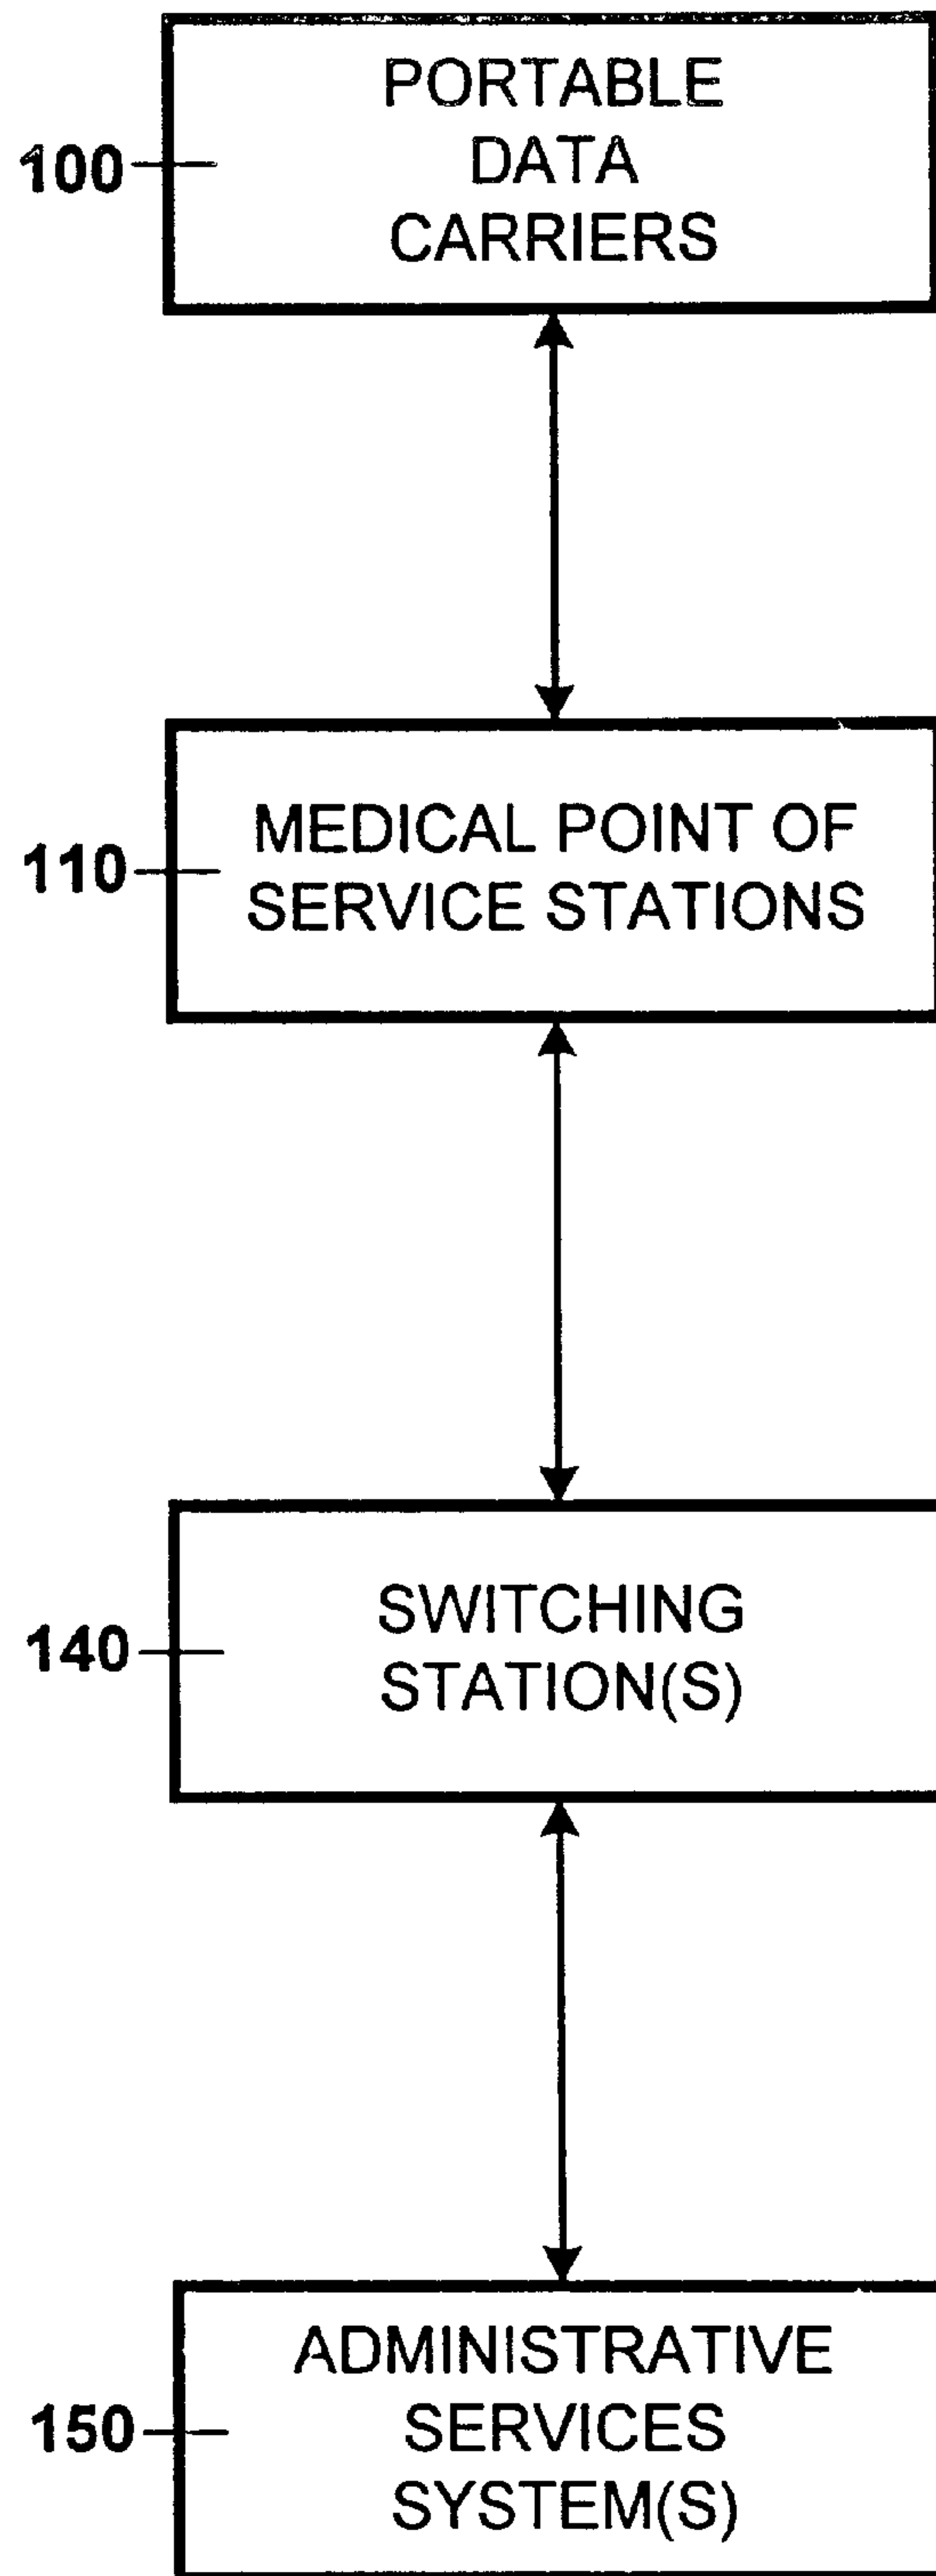 PORTABLE
DATA
CARRIERS
100
MEDICAL POINT OF
SERVICE STATIONS
110
SWITCHING
STATION(S)
140
ADMINISTRATIVE
SERVICES
SYSTEM(S)
150